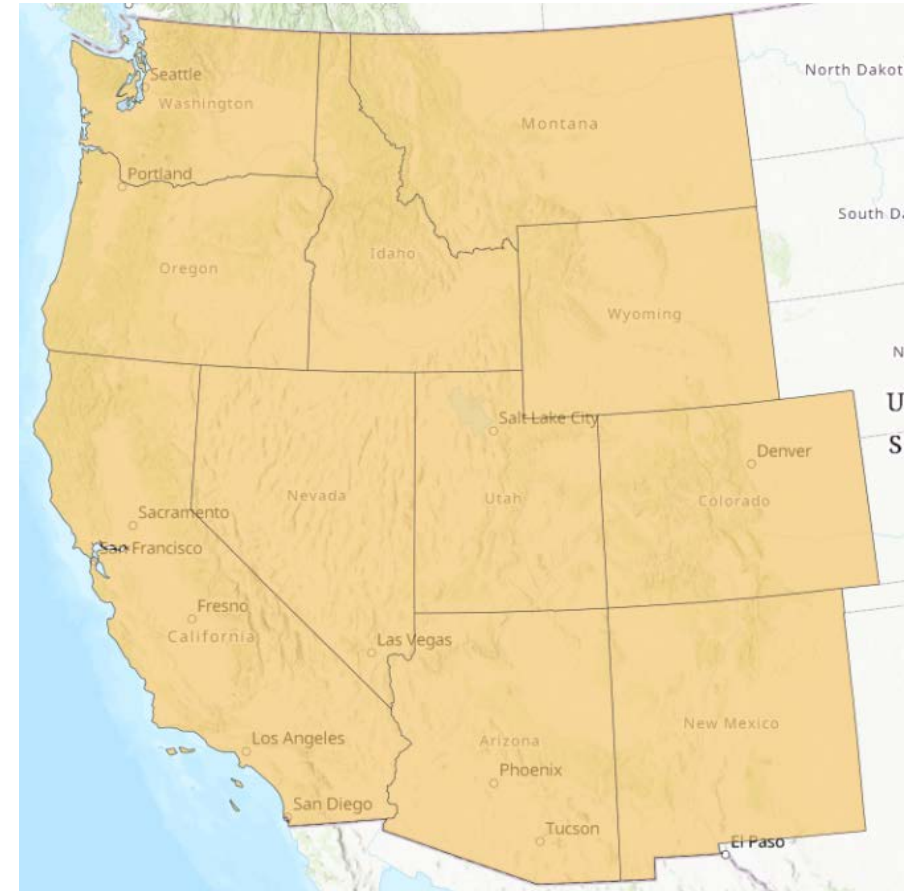 Seattle
Washington
Montana
North Dakot
Portland
South Da
Oregon
Idaho
Wyoming
N
U
Salt Lake City
S
Denver
Nevada
Utah
Colorado
Sacramento
San Francisco
Fresno
California
Las Vegas
New Mexico
Los Angeles
Arizona
Phoenix
San Diego
Tucson
El Paso